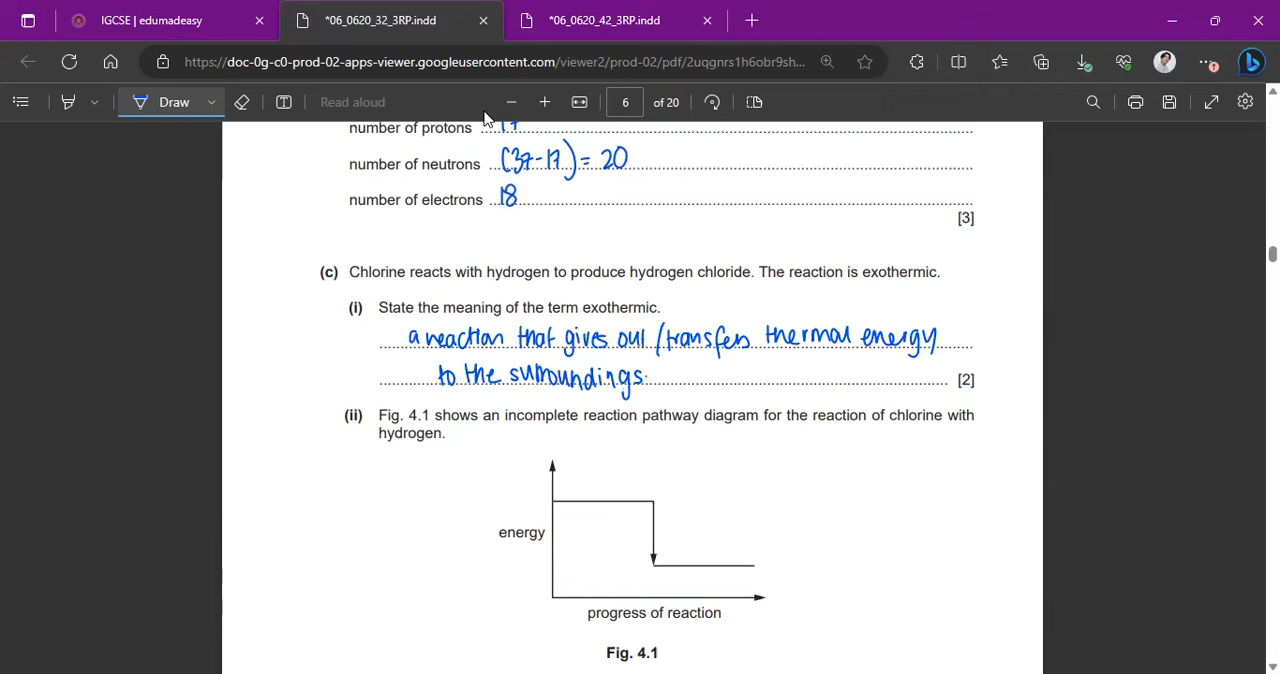 IGCSE | edumadeasy
*06_0620_32_3RP.indd
*06_0620_42_3RP.indd
https://doc-0g-c0-prod-02-apps-viewer.googleusercontent.com/viewer2/prod-02/pdf/2uqgnrs1h6obr9sh...
Draw
Read aloud
6 of 20
number of protons 17
number of neutrons (37-17) = 20
number of electrons 18
[3]
(c) Chlorine reacts with hydrogen to produce hydrogen chloride. The reaction is exothermic.
(i) State the meaning of the term exothermic.
a reaction that gives out / transfers thermal energy
to the surroundings. [2]
(ii) Fig. 4.1 shows an incomplete reaction pathway diagram for the reaction of chlorine with
hydrogen.
energy
progress of reaction
Fig. 4.1